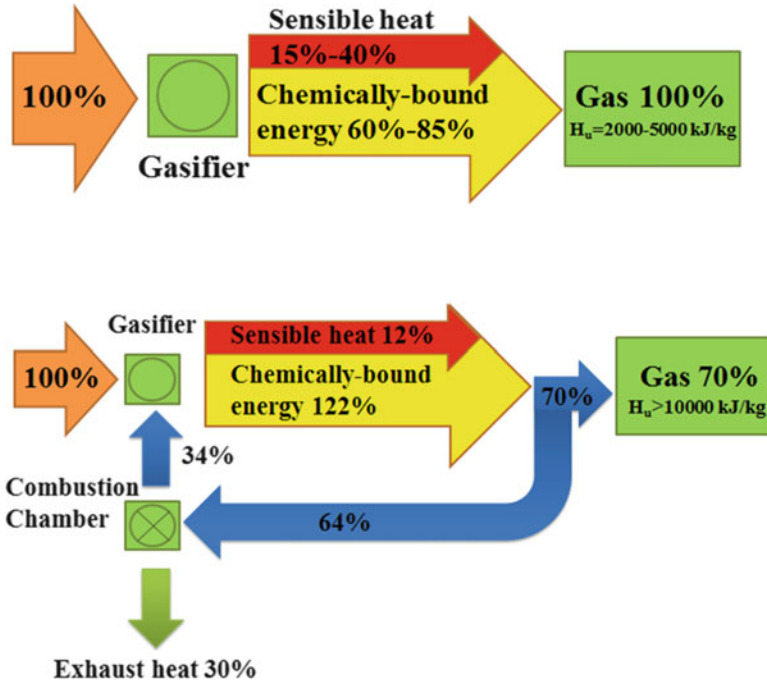 Sensible heat
15%-40%
100%
Chemically-bound
energy 60%-85%
Gasifier
Gas 100%
Hu=2000-5000 kJ/kg
Gasifier
100%
Sensible heat 12%
Chemically-bound
energy 122%
70%
Gas 70%
Hu>10000 kJ/kg
34%
Combustion
Chamber
64%
Exhaust heat 30%